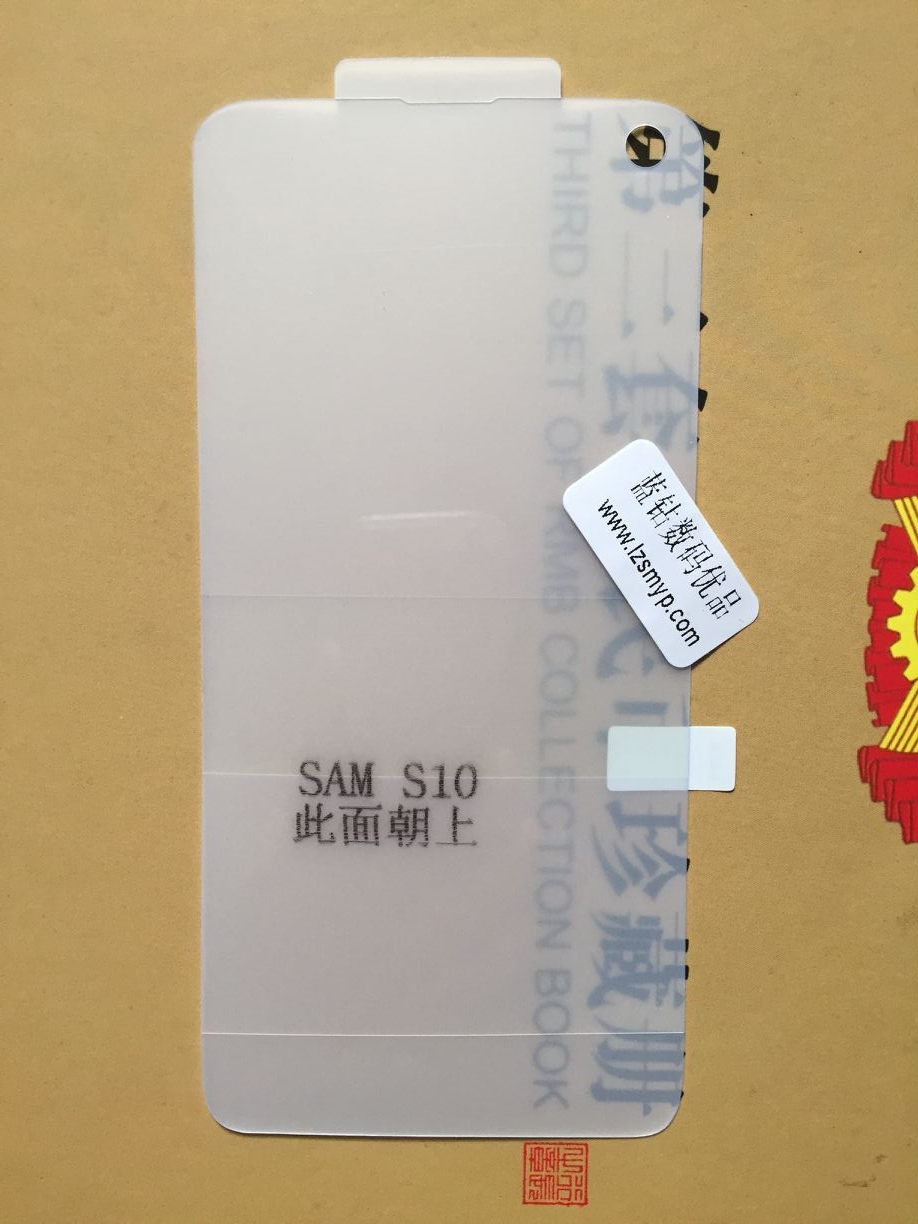 第三套人民币珍藏册
THIRD SET OF RMB COLLECTION BOOK
蓝钻数码优品
www.lzsmyp.com
SAM S10
此面朝上